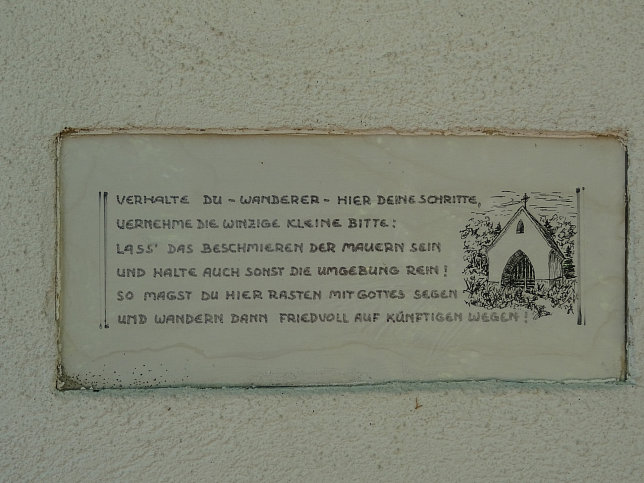 VERHALTE DU - WANDERER - HIER DEINE SCHRITTE,
VERNEHME DIE WINZIGE KLEINE BITTE:
LASS' DAS BESCHMIEREN DER MAUERN SEIN
UND HALTE AUCH SONST DIE UMGEBUNG REIN!
SO MAGST DU HIER RASTEN MIT GOTTES SEGEN
UND WANDERN DANN FRIEDVOLL AUF KÜNFTIGEN WEGEN!